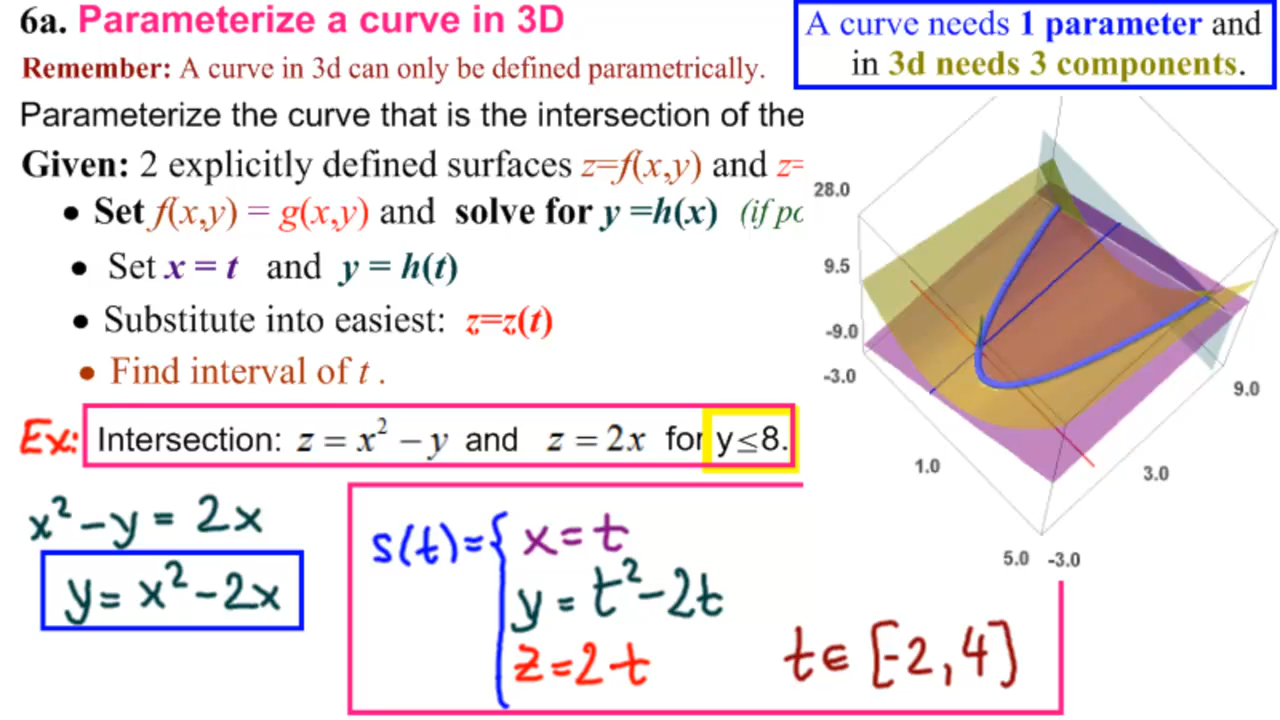 6a. Parameterize a curve in 3D
A curve needs 1 parameter and
in 3d needs 3 components.
Remember: A curve in 3d can only be defined parametrically.
Parameterize the curve that is the intersection of the
Given: 2 explicitly defined surfaces z=f(x,y) and z=
• Set f(x,y) = g(x,y) and solve for y =h(x) (if po
• Set x = t and y = h(t)
• Substitute into easiest: z=z(t)
• Find interval of t .
28.0
9.5
-9.0
-3.0
1.0
5.0 -3.0
3.0
9.0
Ex: Intersection: z = x² − y and z = 2x for y≤8.
x² − y = 2x
y = x² − 2x
s(t) = { x = t
y = t² − 2t
z = 2t
t ∈ [-2, 4]